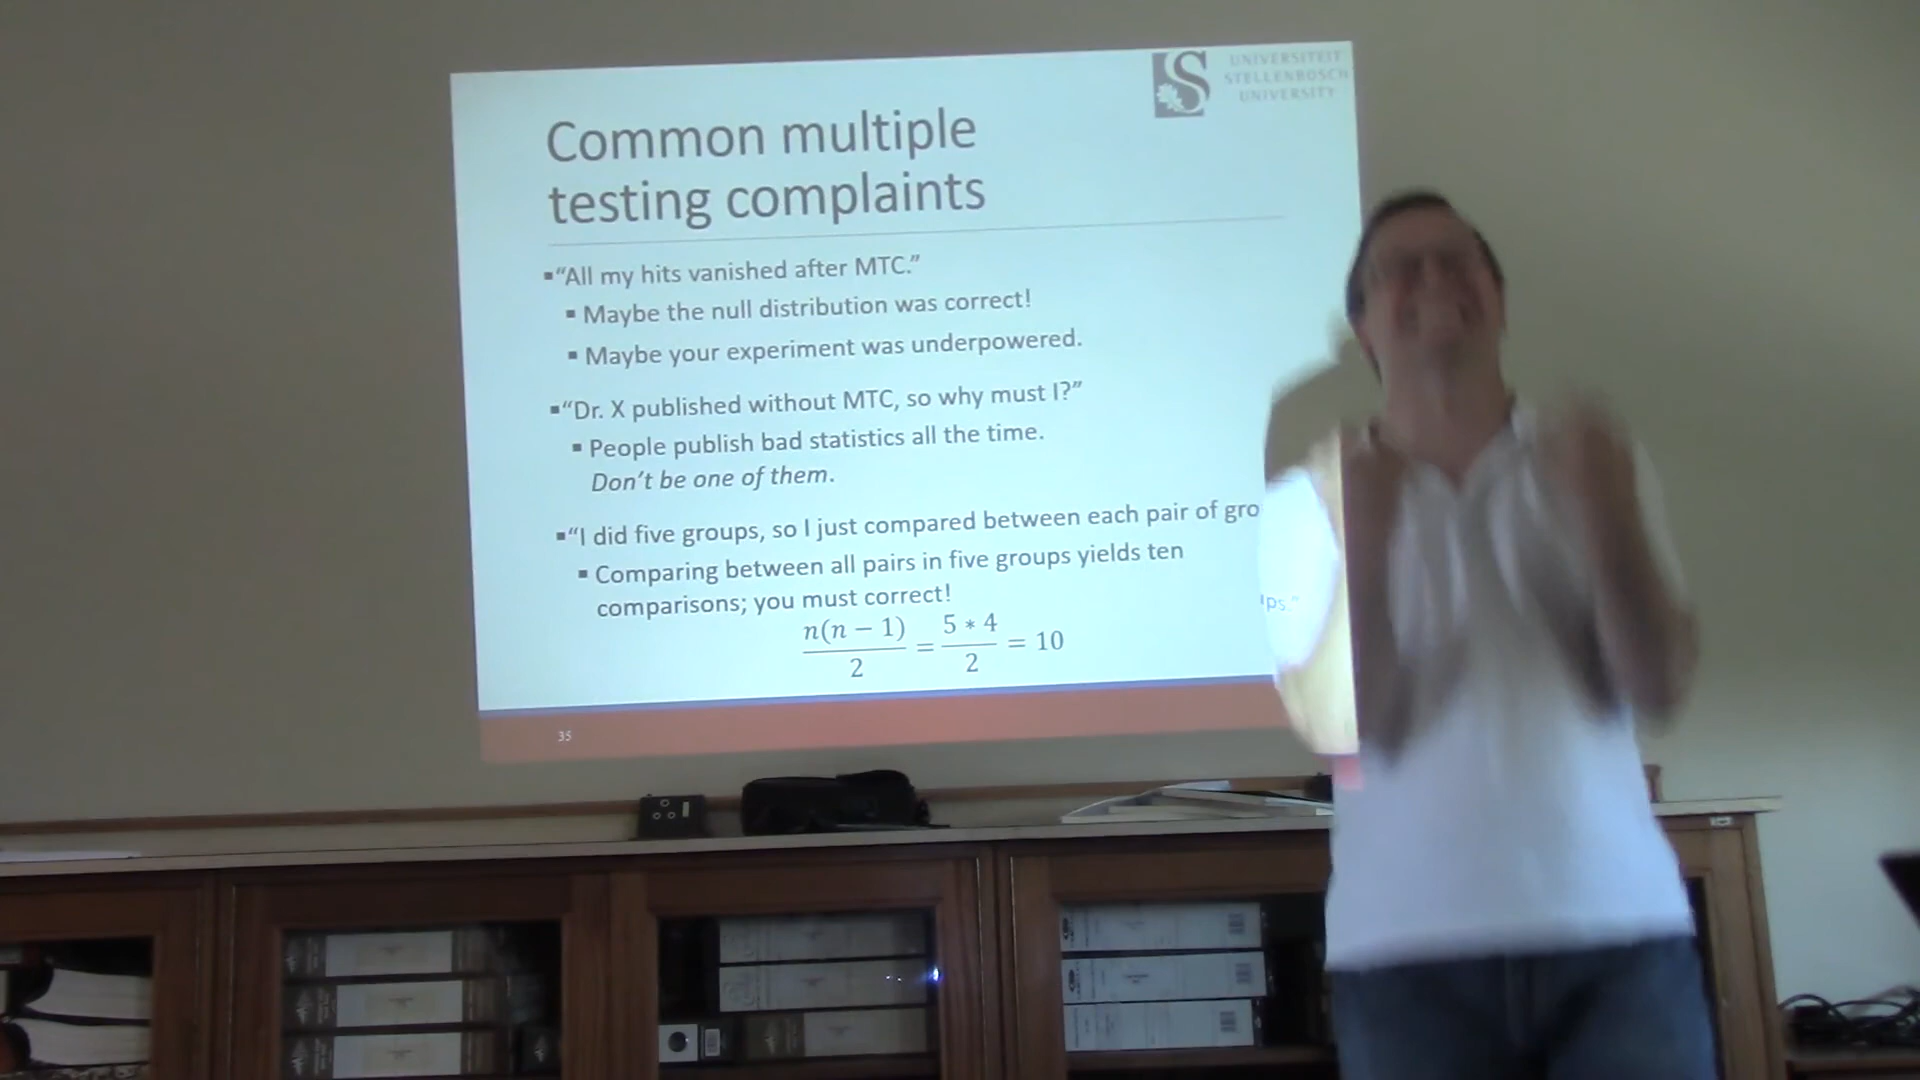 UNIVERSITEIT
STELLENBOSCH
UNIVERSITY
Common multiple
testing complaints
▪“All my hits vanished after MTC.”
▪ Maybe the null distribution was correct!
▪ Maybe your experiment was underpowered.
▪“Dr. X published without MTC, so why must I?”
▪ People publish bad statistics all the time.
Don’t be one of them.
▪“I did five groups, so I just compared between each pair of gro
ps.”
▪ Comparing between all pairs in five groups yields ten
comparisons; you must correct!
n(n − 1)/2 = 5 ∗ 4/2 = 10
35